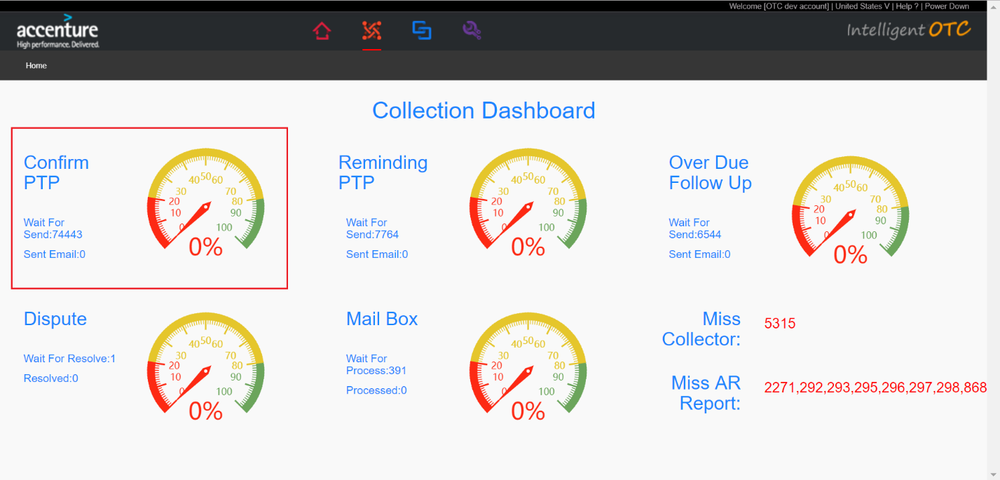 Welcome [OTC dev account] | United States V | Help ? | Power Down
accenture
High performance. Delivered.
Intelligent OTC
Home
Collection Dashboard
Confirm
PTP
Wait For
Send:74443
Sent Email:0
0
10
20
30
40
50
60
70
80
90
100
0%
Reminding
PTP
Wait For
Send:7764
Sent Email:0
0
10
20
30
40
50
60
70
80
90
100
0%
Over Due
Follow Up
Wait For
Send:6544
Sent Email:0
0
10
20
30
40
50
60
70
80
90
100
0%
Dispute
Wait For Resolve:1
Resolved:0
0
10
20
30
40
50
60
70
80
90
100
0%
Mail Box
Wait For
Process:391
Processed:0
0
10
20
30
40
50
60
70
80
90
100
0%
Miss
Collector:
5315
Miss AR
Report:
2271,292,293,295,296,297,298,868